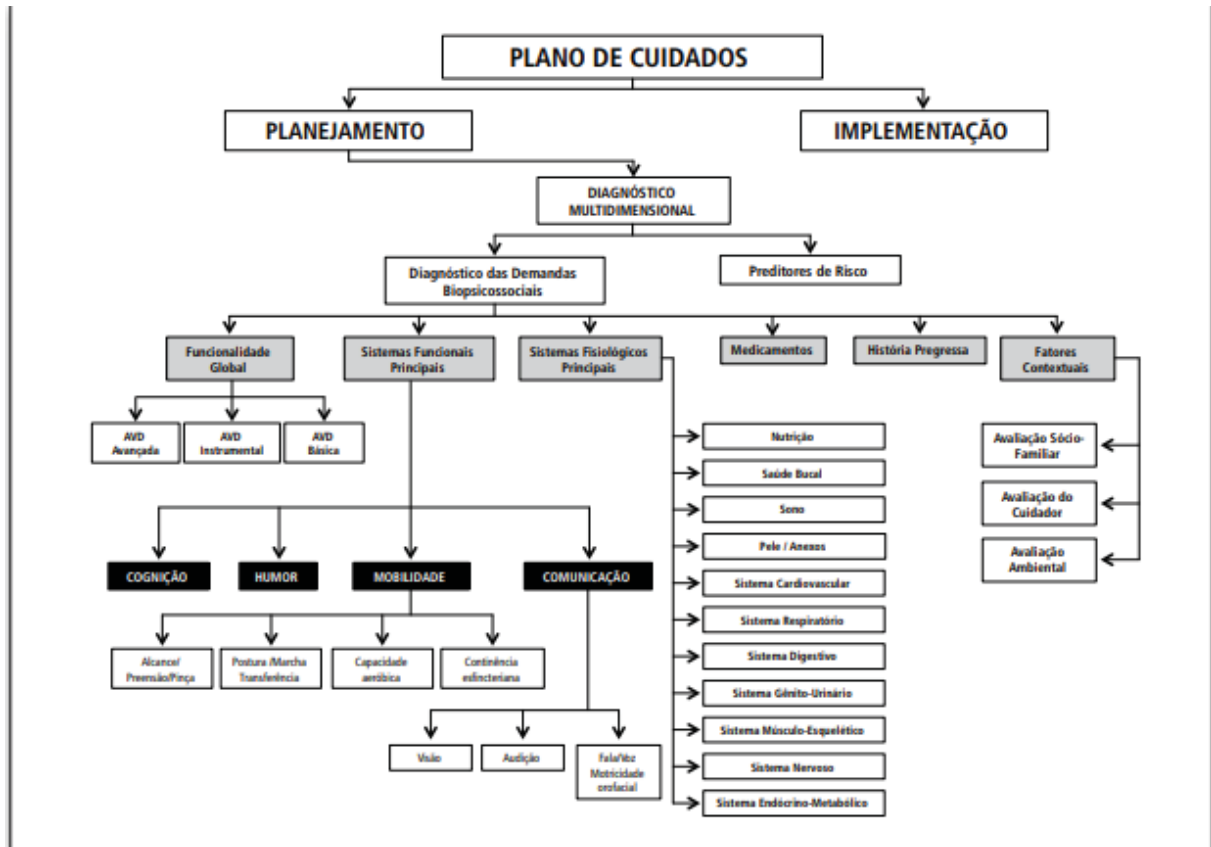 PLANO DE CUIDADOS
PLANEJAMENTO
IMPLEMENTAÇÃO
DIAGNÓSTICO
MULTIDIMENSIONAL
Diagnóstico das Demandas
Biopsicossociais
Preditores de Risco
Funcionalidade
Global
Sistemas Funcionais
Principais
Sistemas Fisiológicos
Principais
Medicamentos
História Pregressa
Fatores
Contextuais
AVD
Avançada
AVD
Instrumental
AVD
Básica
COGNIÇÃO
HUMOR
MOBILIDADE
COMUNICAÇÃO
Alcance/
Preensão/Pinça
Postura /Marcha
Transferência
Capacidade
aeróbica
Continência
esfincteriana
Visão
Audição
Fala/Voz
Motricidade
orofacial
Nutrição
Saúde Bucal
Sono
Pele / Anexos
Sistema Cardiovascular
Sistema Respiratório
Sistema Digestivo
Sistema Gênito-Urinário
Sistema Músculo-Esquelético
Sistema Nervoso
Sistema Endócrino-Metabólico
Avaliação Sócio-
Familiar
Avaliação do
Cuidador
Avaliação
Ambiental